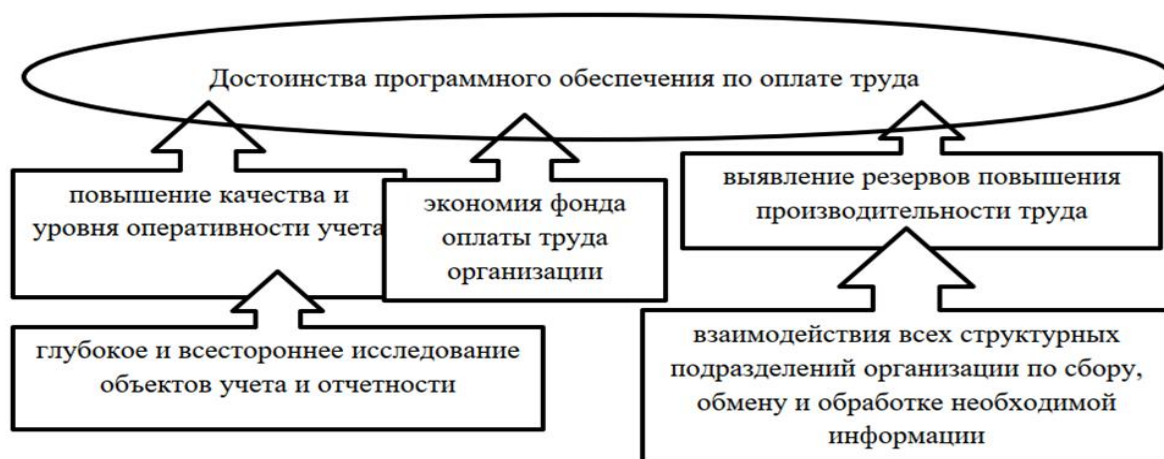 Достоинства программного обеспечения по оплате труда
повышение качества и
уровня оперативности учета
экономия фонда
оплаты труда
организации
выявление резервов повышения
производительности труда
глубокое и всестороннее исследование
объектов учета и отчетности
взаимодействия всех структурных
подразделений организации по сбору,
обмену и обработке необходимой
информации